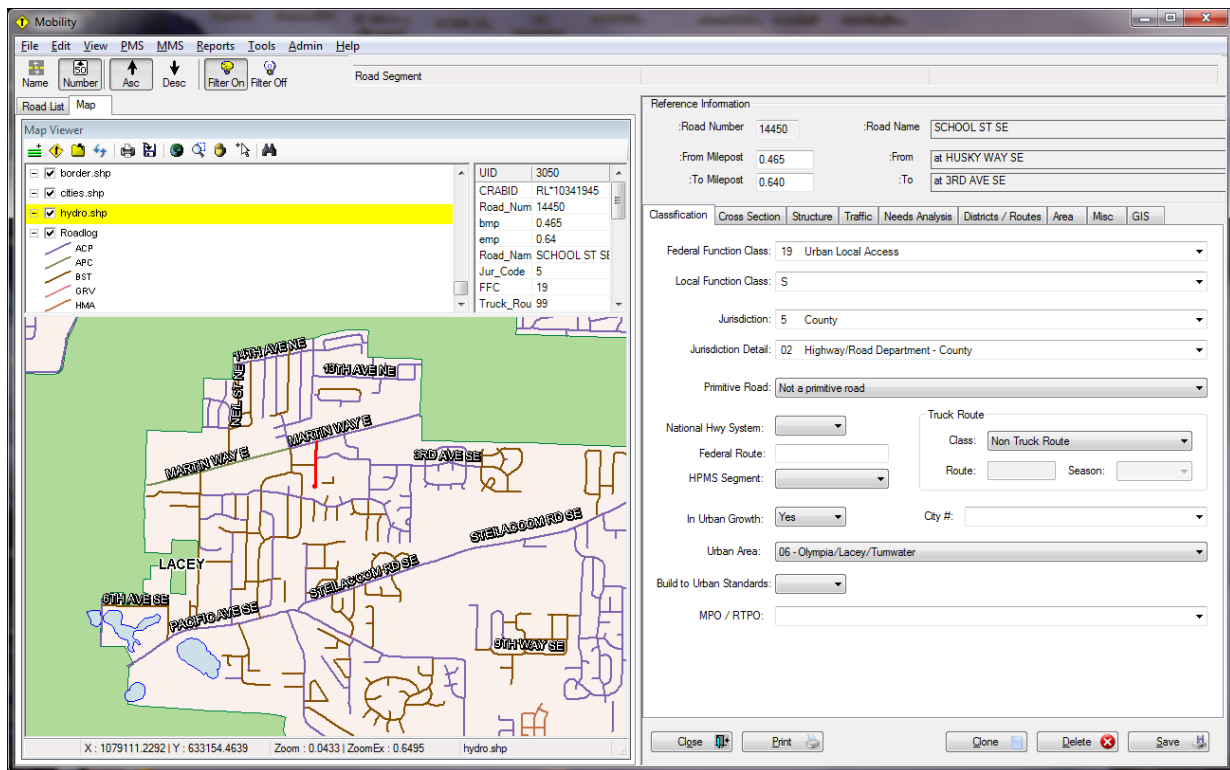 Mobility
File Edit View PMS MMS Reports Tools Admin Help
50
Name Number Asc Desc Filter On Filter Off
Road Segment
Road List Map
Map Viewer
border.shp
cities.shp
hydro.shp
Roadlog
ACP
APC
BST
GRV
HMA
UID 3050
CRABID RL*10341945
Road_Num 14450
bmp 0.465
emp 0.64
Road_Nam SCHOOL ST SE
Jur_Code 5
FFC 19
Truck_Rou 99
14TH AVE NE
13TH AVE NE
NEIL ST NE
MARTIN WAY E
MARTIN WAY E
3RD AVE SE
STEILACOOM RD SE
LACEY
STEILACOOM RD SE
6TH AVE SE
PACIFIC AVE SE
9TH WAY SE
X : 1079111.2292 | Y : 633154.4639 Zoom : 0.0433 | ZoomEx : 0.6495 hydro.shp
Reference Information
:Road Number 14450 :Road Name SCHOOL ST SE
:From Milepost 0.465 :From at HUSKY WAY SE
:To Milepost 0.640 :To at 3RD AVE SE
Classification Cross Section Structure Traffic Needs Analysis Districts / Routes Area Misc GIS
Federal Function Class: 19 Urban Local Access
Local Function Class: S
Jurisdiction: 5 County
Jurisdiction Detail: 02 Highway/Road Department - County
Primitive Road: Not a primitive road
National Hwy System:
Federal Route:
HPMS Segment:
Truck Route
Class: Non Truck Route
Route: Season:
In Urban Growth: Yes City #:
Urban Area: 06 - Olympia/Lacey/Tumwater
Build to Urban Standards:
MPO / RTPO:
Close Print Clone Delete Save